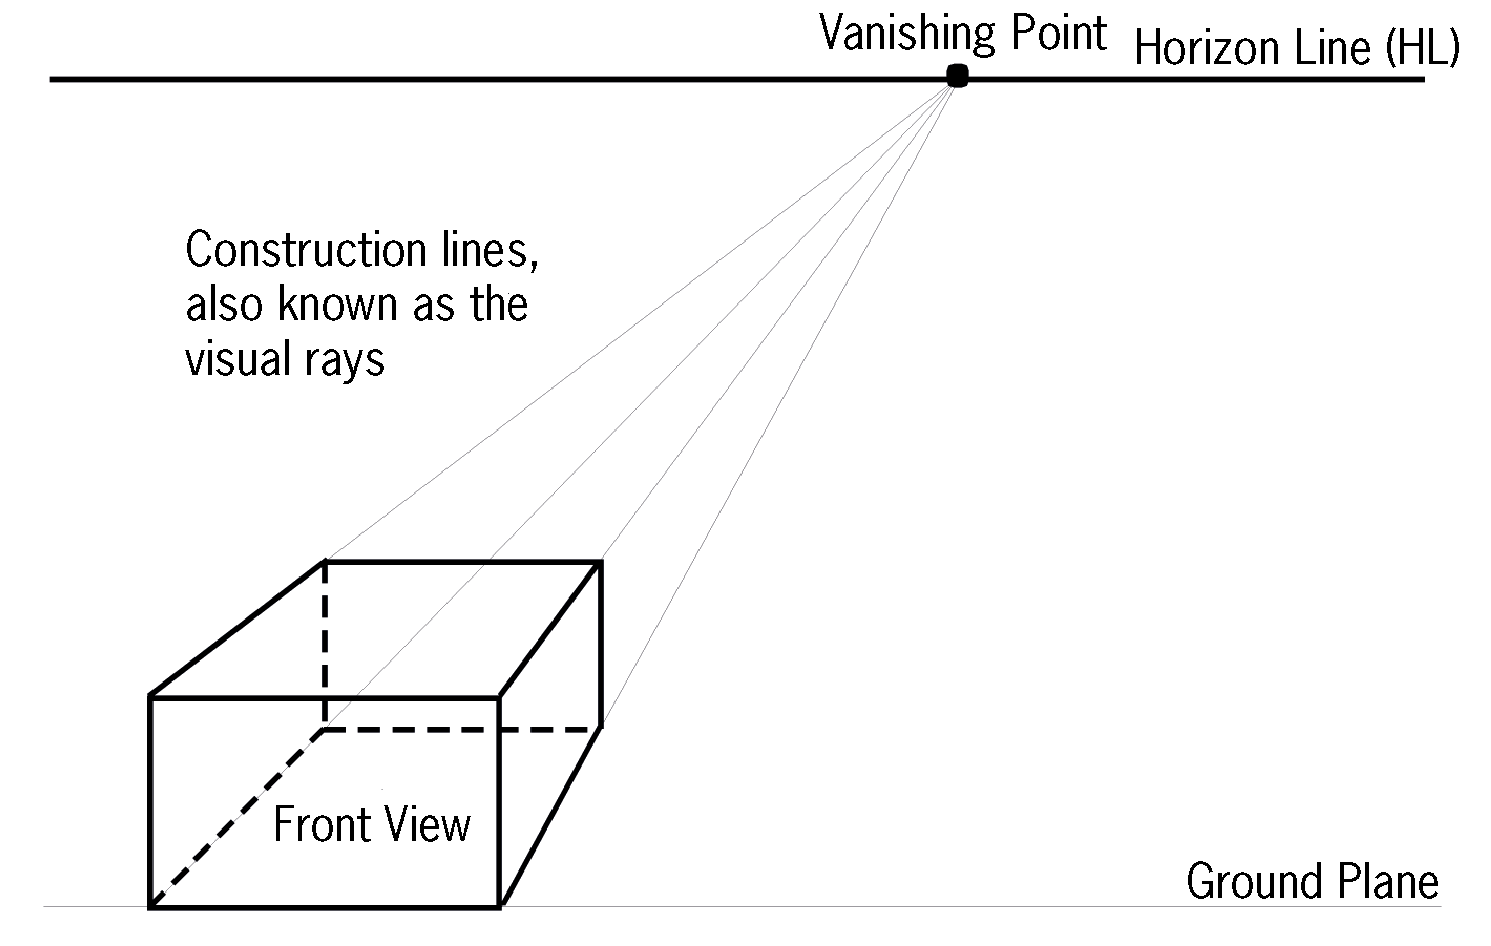 Vanishing Point
Horizon Line (HL)
Construction lines,
also known as the
visual rays
Front View
Ground Plane